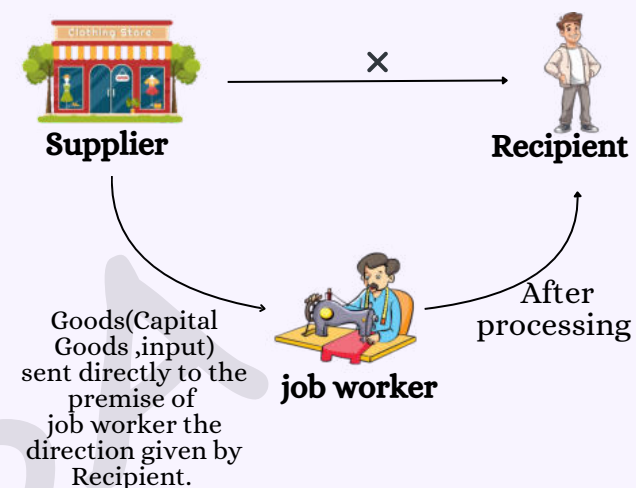 Clothing Store
Supplier
Recipient
Goods(Capital
Goods ,input)
sent directly to the
premise of
job worker the
direction given by
Recipient.
job worker
After
processing